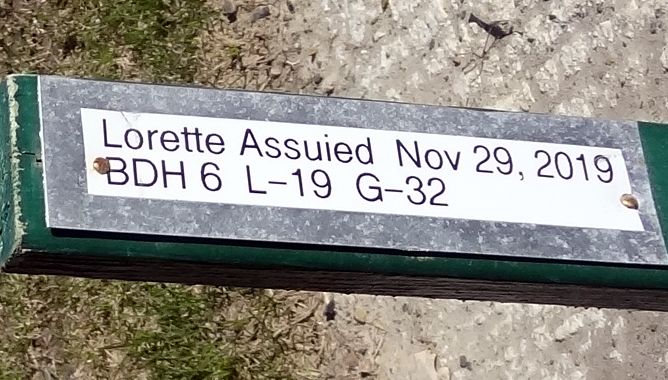 Lorette Assuied Nov 29, 2019
BDH 6 L-19 G-32